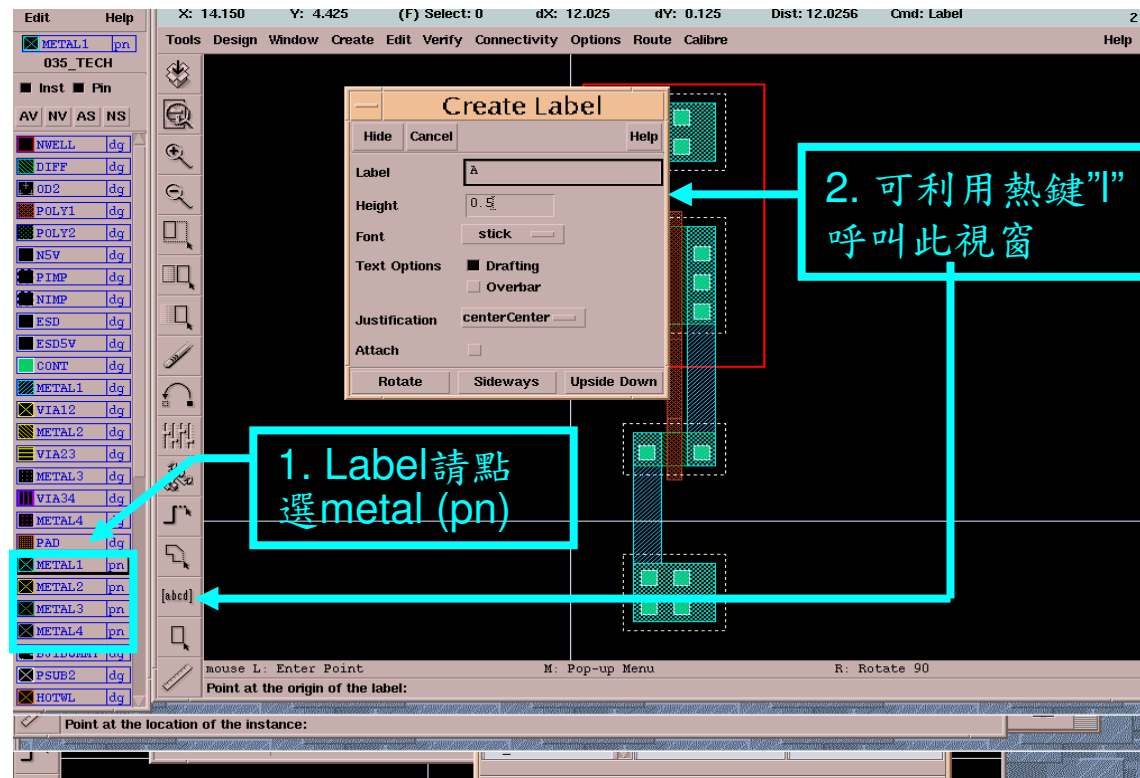 Edit Help
METAL1 pn
035_TECH
Inst Pin
AV NV AS NS
NWELL dg
DIFF dg
OD2 dg
POLY1 dg
POLY2 dg
N5V dg
PIMP dg
NIMP dg
ESD dg
ESD5V dg
CONT dg
METAL1 dg
VIA12 dg
METAL2 dg
VIA23 dg
METAL3 dg
VIA34 dg
METAL4 dg
PAD dg
METAL1 pn
METAL2 pn
METAL3 pn
METAL4 pn
BJTDUMMY dg
PSUB2 dg
HOTWL dg
X: 14.150 Y: 4.425 (F) Select: 0 dX: 12.025 dY: 0.125 Dist: 12.0256 Cmd: Label 2
Tools Design Window Create Edit Verify Connectivity Options Route Calibre Help
[abcd]
Create Label
Hide Cancel Help
Label A
Height 0.5
Font stick
Text Options Drafting
Overbar
Justification centerCenter
Attach
Rotate Sideways Upside Down
2. 可利用熱鍵”l”
呼叫此視窗
1. Label請點
選metal (pn)
mouse L: Enter Point M: Pop-up Menu R: Rotate 90
Point at the origin of the label:
Point at the location of the instance: